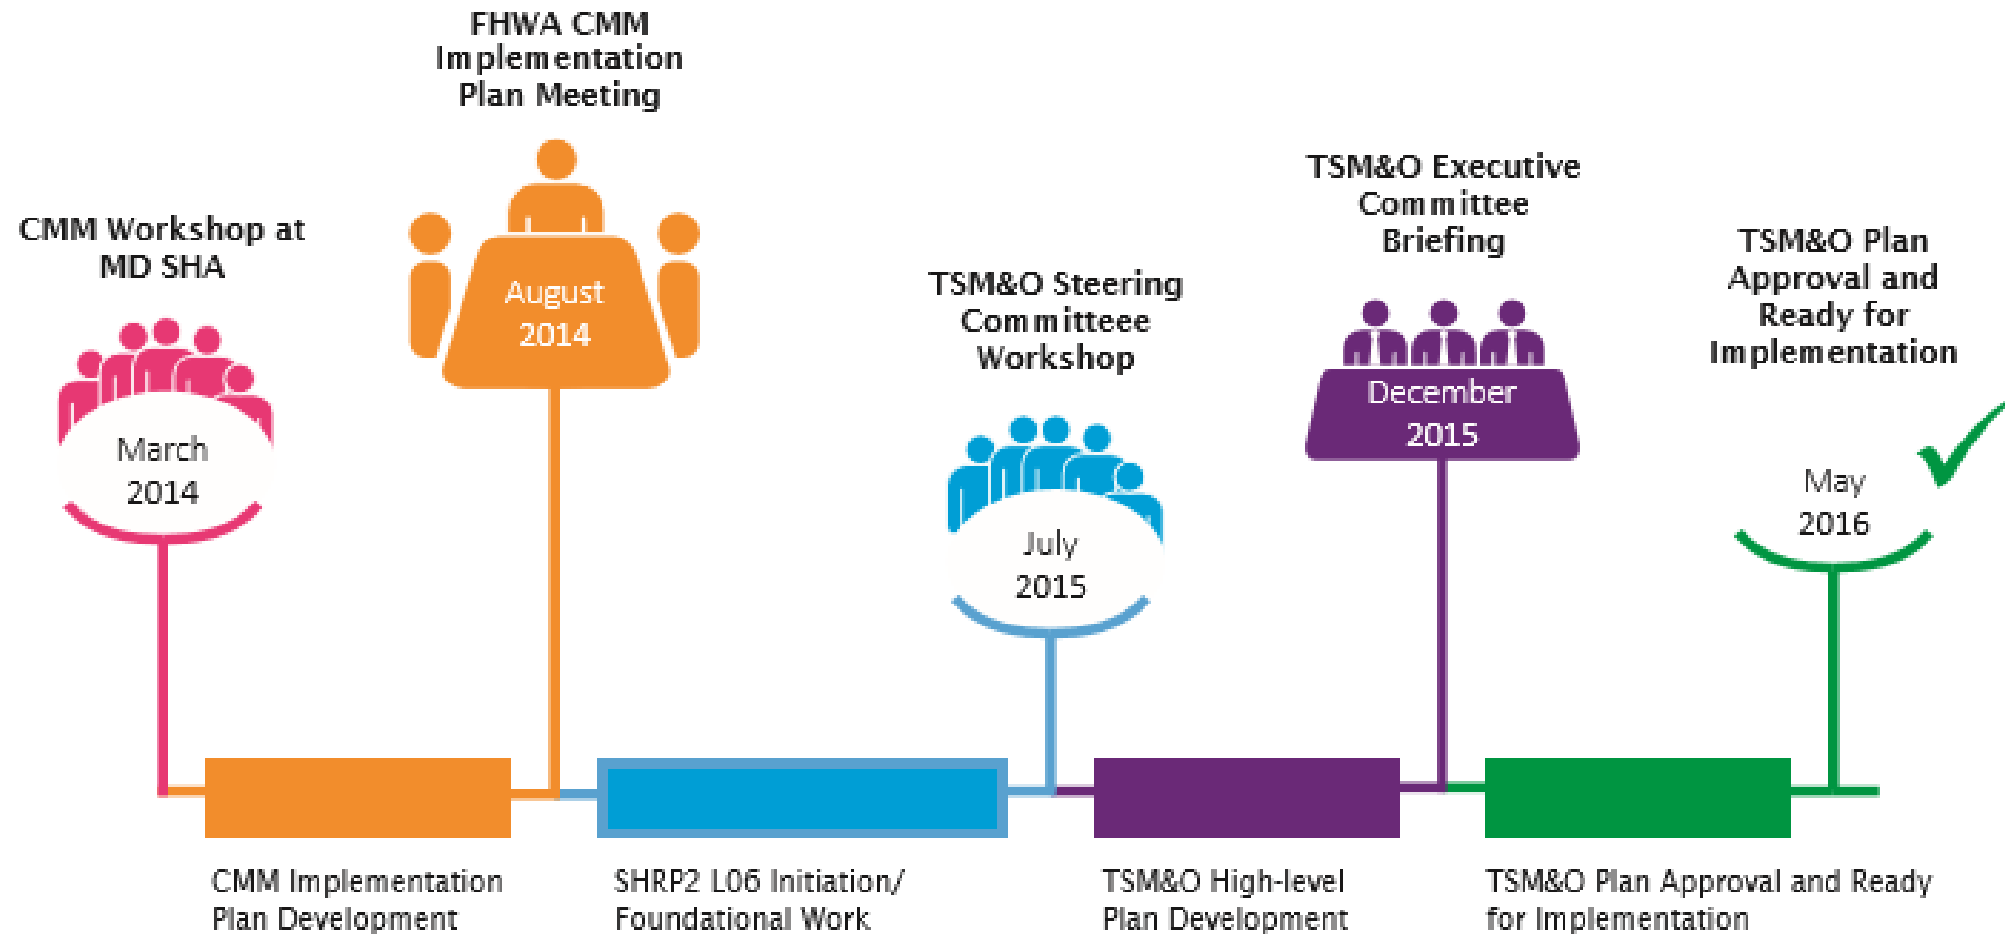 FHWA CMM
Implementation
Plan Meeting
CMM Workshop at
MD SHA
March
2014
August
2014
TSM&O Steering
Committeee
Workshop
July
2015
TSM&O Executive
Committee
Briefing
December
2015
TSM&O Plan
Approval and
Ready for
Implementation
May
2016
CMM Implementation
Plan Development
SHRP2 L06 Initiation/
Foundational Work
TSM&O High-level
Plan Development
TSM&O Plan Approval and Ready
for Implementation